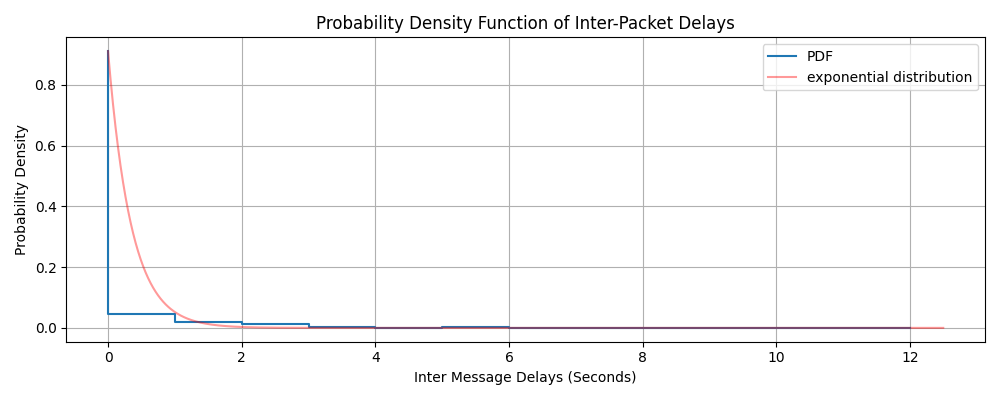 Probability Density Function of Inter-Packet Delays
PDF
exponential distribution
Probability Density
0.8
0.6
0.4
0.2
0.0
0 2 4 6 8 10 12
Inter Message Delays (Seconds)